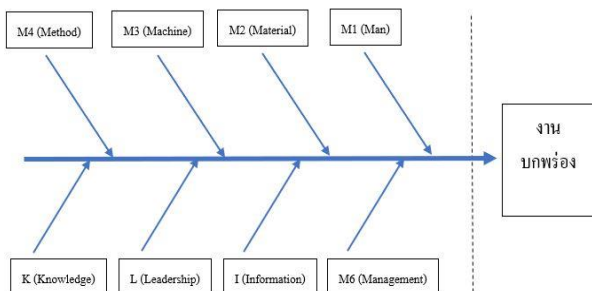 M4 (Method)
M3 (Machine)
M2 (Material)
M1 (Man)
งาน
บกพร่อง
K (Knowledge)
L (Leadership)
I (Information)
M6 (Management)